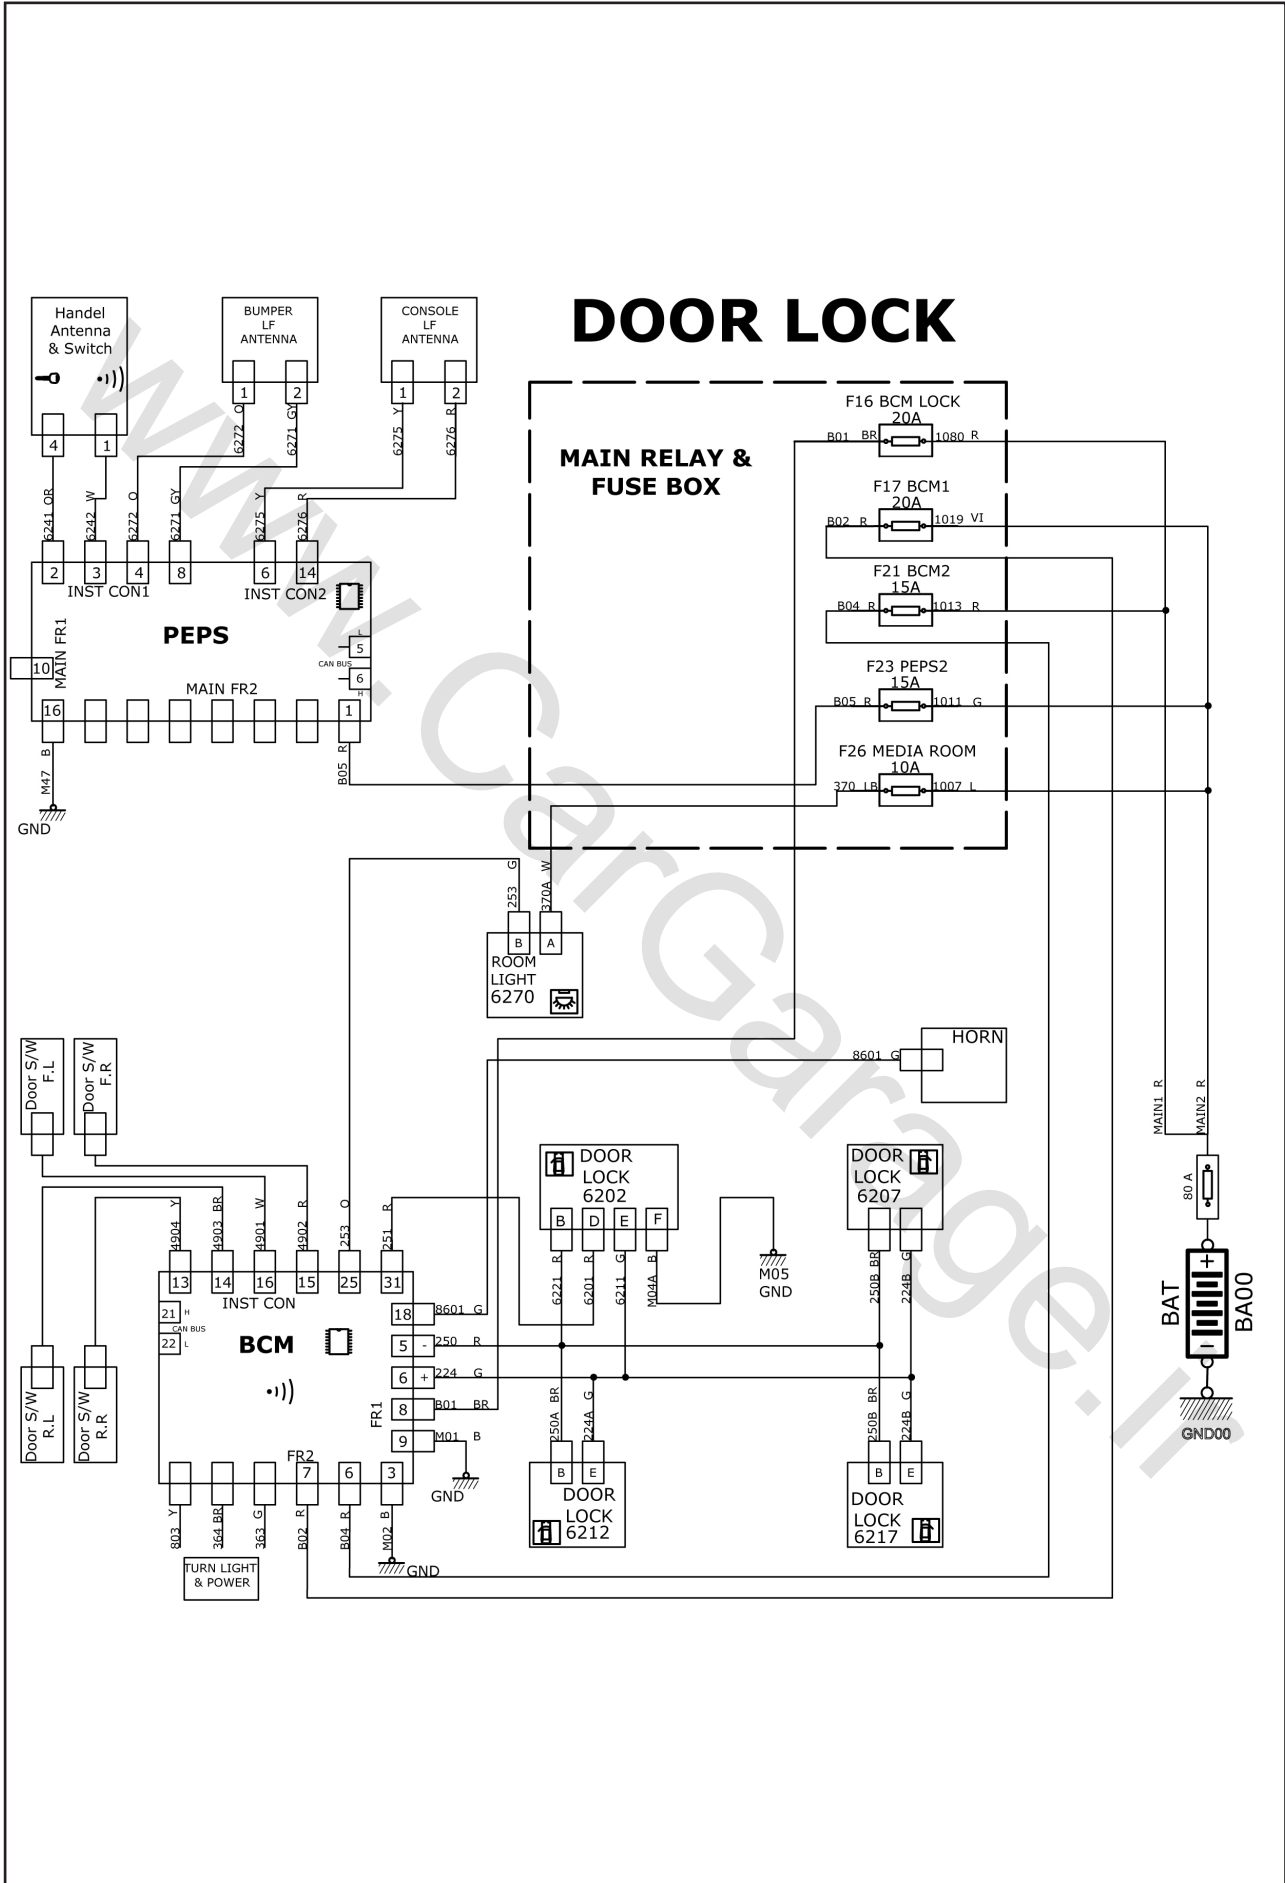 DOOR LOCK
Handel
Antenna
& Switch
4
1
BUMPER
LF
ANTENNA
1
2
CONSOLE
LF
ANTENNA
1
2
6272 O
6271 GY
6275 Y
6276 R
6241 OR
6242 W
6272 O
6271 GY
6275 Y
6276 R
2
3
4
8
6
14
INST CON1
INST CON2
PEPS
L
5
CAN BUS
6
H
10
MAIN FR1
MAIN FR2
16
1
M47 B
B05 R
GND
MAIN RELAY &
FUSE BOX
F16 BCM LOCK
20A
B01 BR
1080 R
F17 BCM1
20A
B02 R
1019 VI
F21 BCM2
15A
B04 R
1013 R
F23 PEPS2
15A
B05 R
1011 G
F26 MEDIA ROOM
10A
370 LB
1007 L
253 G
370A W
B
A
ROOM
LIGHT
6270
HORN
8601 G
MAIN1 R
MAIN2 R
80 A
BAT
+
−
BA00
GND00
Door S/W
F.L
Door S/W
F.R
4904 Y
4903 BR
4901 W
4902 R
253 O
251 R
13
14
16
15
25
31
INST CON
21
H
CAN BUS
22
L
BCM
18
8601 G
5
-
250 R
6
+
224 G
8
B01 BR
9
M01 B
FR1
GND
FR2
7
6
3
803 Y
364 BR
363 G
B02 R
B04 R
M02 B
GND
TURN LIGHT
& POWER
Door S/W
R.L
Door S/W
R.R
DOOR
LOCK
6202
B
D
E
F
6221 R
6201 R
6211 G
M04A B
M05
GND
DOOR
LOCK
6207
250B BR
224B G
250A BR
224A G
B
E
DOOR
LOCK
6212
250B BR
224B G
B
E
DOOR
LOCK
6217
www.CarGarage.ir